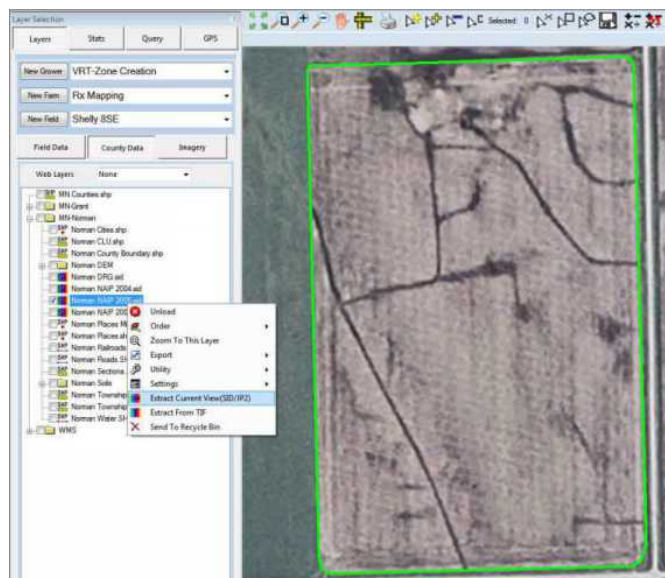 Layer Selection
Selected: 0
Layers Stats Query GPS
New Grower VRT-Zone Creation
New Farm Rx Mapping
New Field Shelly 8SE
Field Data County Data Imagery
Web Layers None
MN Counties.shp
MN-Grant
MN-Norman
Norman Cities.shp
Norman CLU.shp
Norman County Boundary.shp
Norman DEM
Norman DRG.sid
Norman NAIP 2004.sid
Norman NAIP
Norman NAIP
Norman Places
Norman Places.sh
Norman Railroads
Norman Roads.SH
Norman Sections
Norman Soils
Norman Township
Norman Township
Norman Water
WMS
Unload
Order
Zoom To This Layer
Export
Utility
Settings
Extract Current View(SID/JP2)
Extract From TIF
Send To Recycle Bin